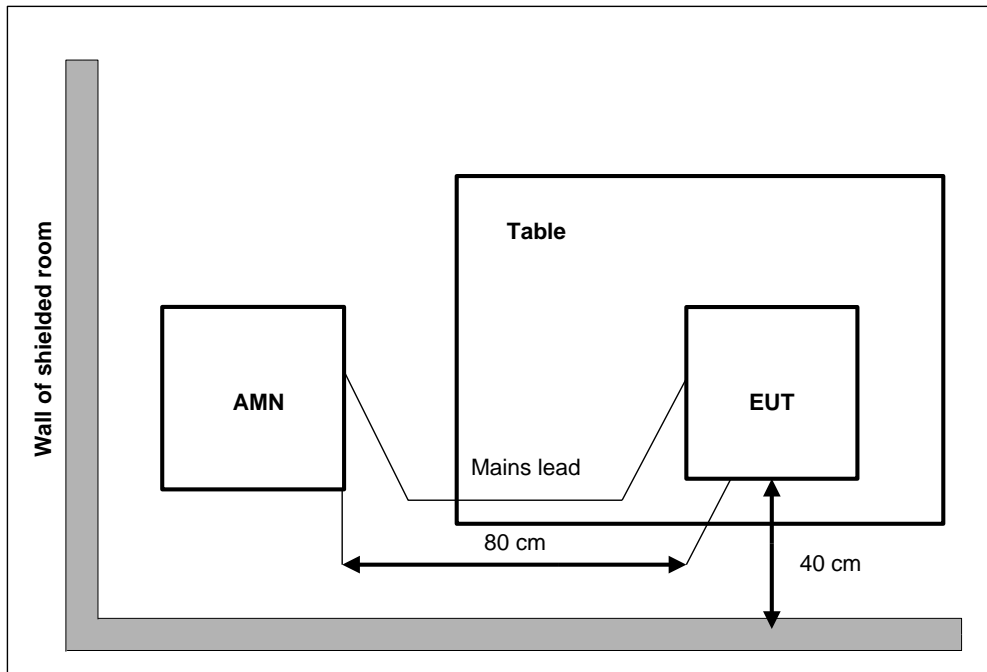 Wall of shielded room
Table
AMN
EUT
Mains lead
80 cm
40 cm